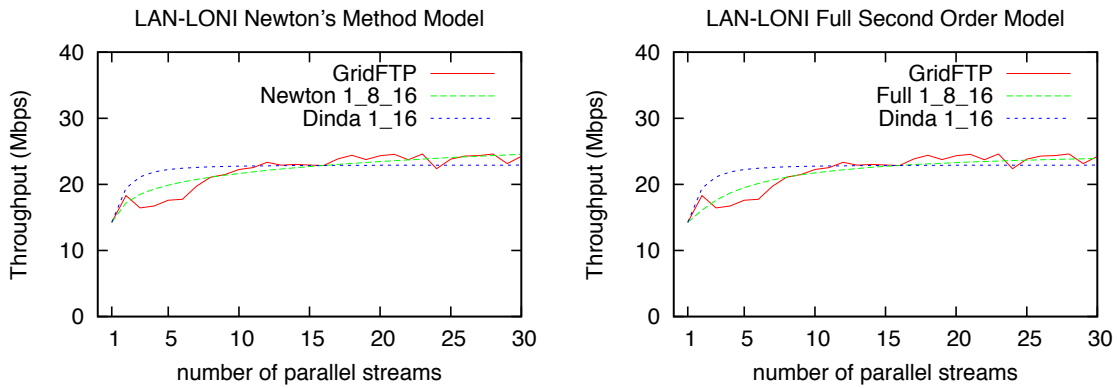 LAN-LONI Newton's Method Model
40
30
20
10
0
Throughput (Mbps)
GridFTP
Newton 1_8_16
Dinda 1_16
1 5 10 15 20 25 30
number of parallel streams
LAN-LONI Full Second Order Model
40
30
20
10
0
Throughput (Mbps)
GridFTP
Full 1_8_16
Dinda 1_16
1 5 10 15 20 25 30
number of parallel streams